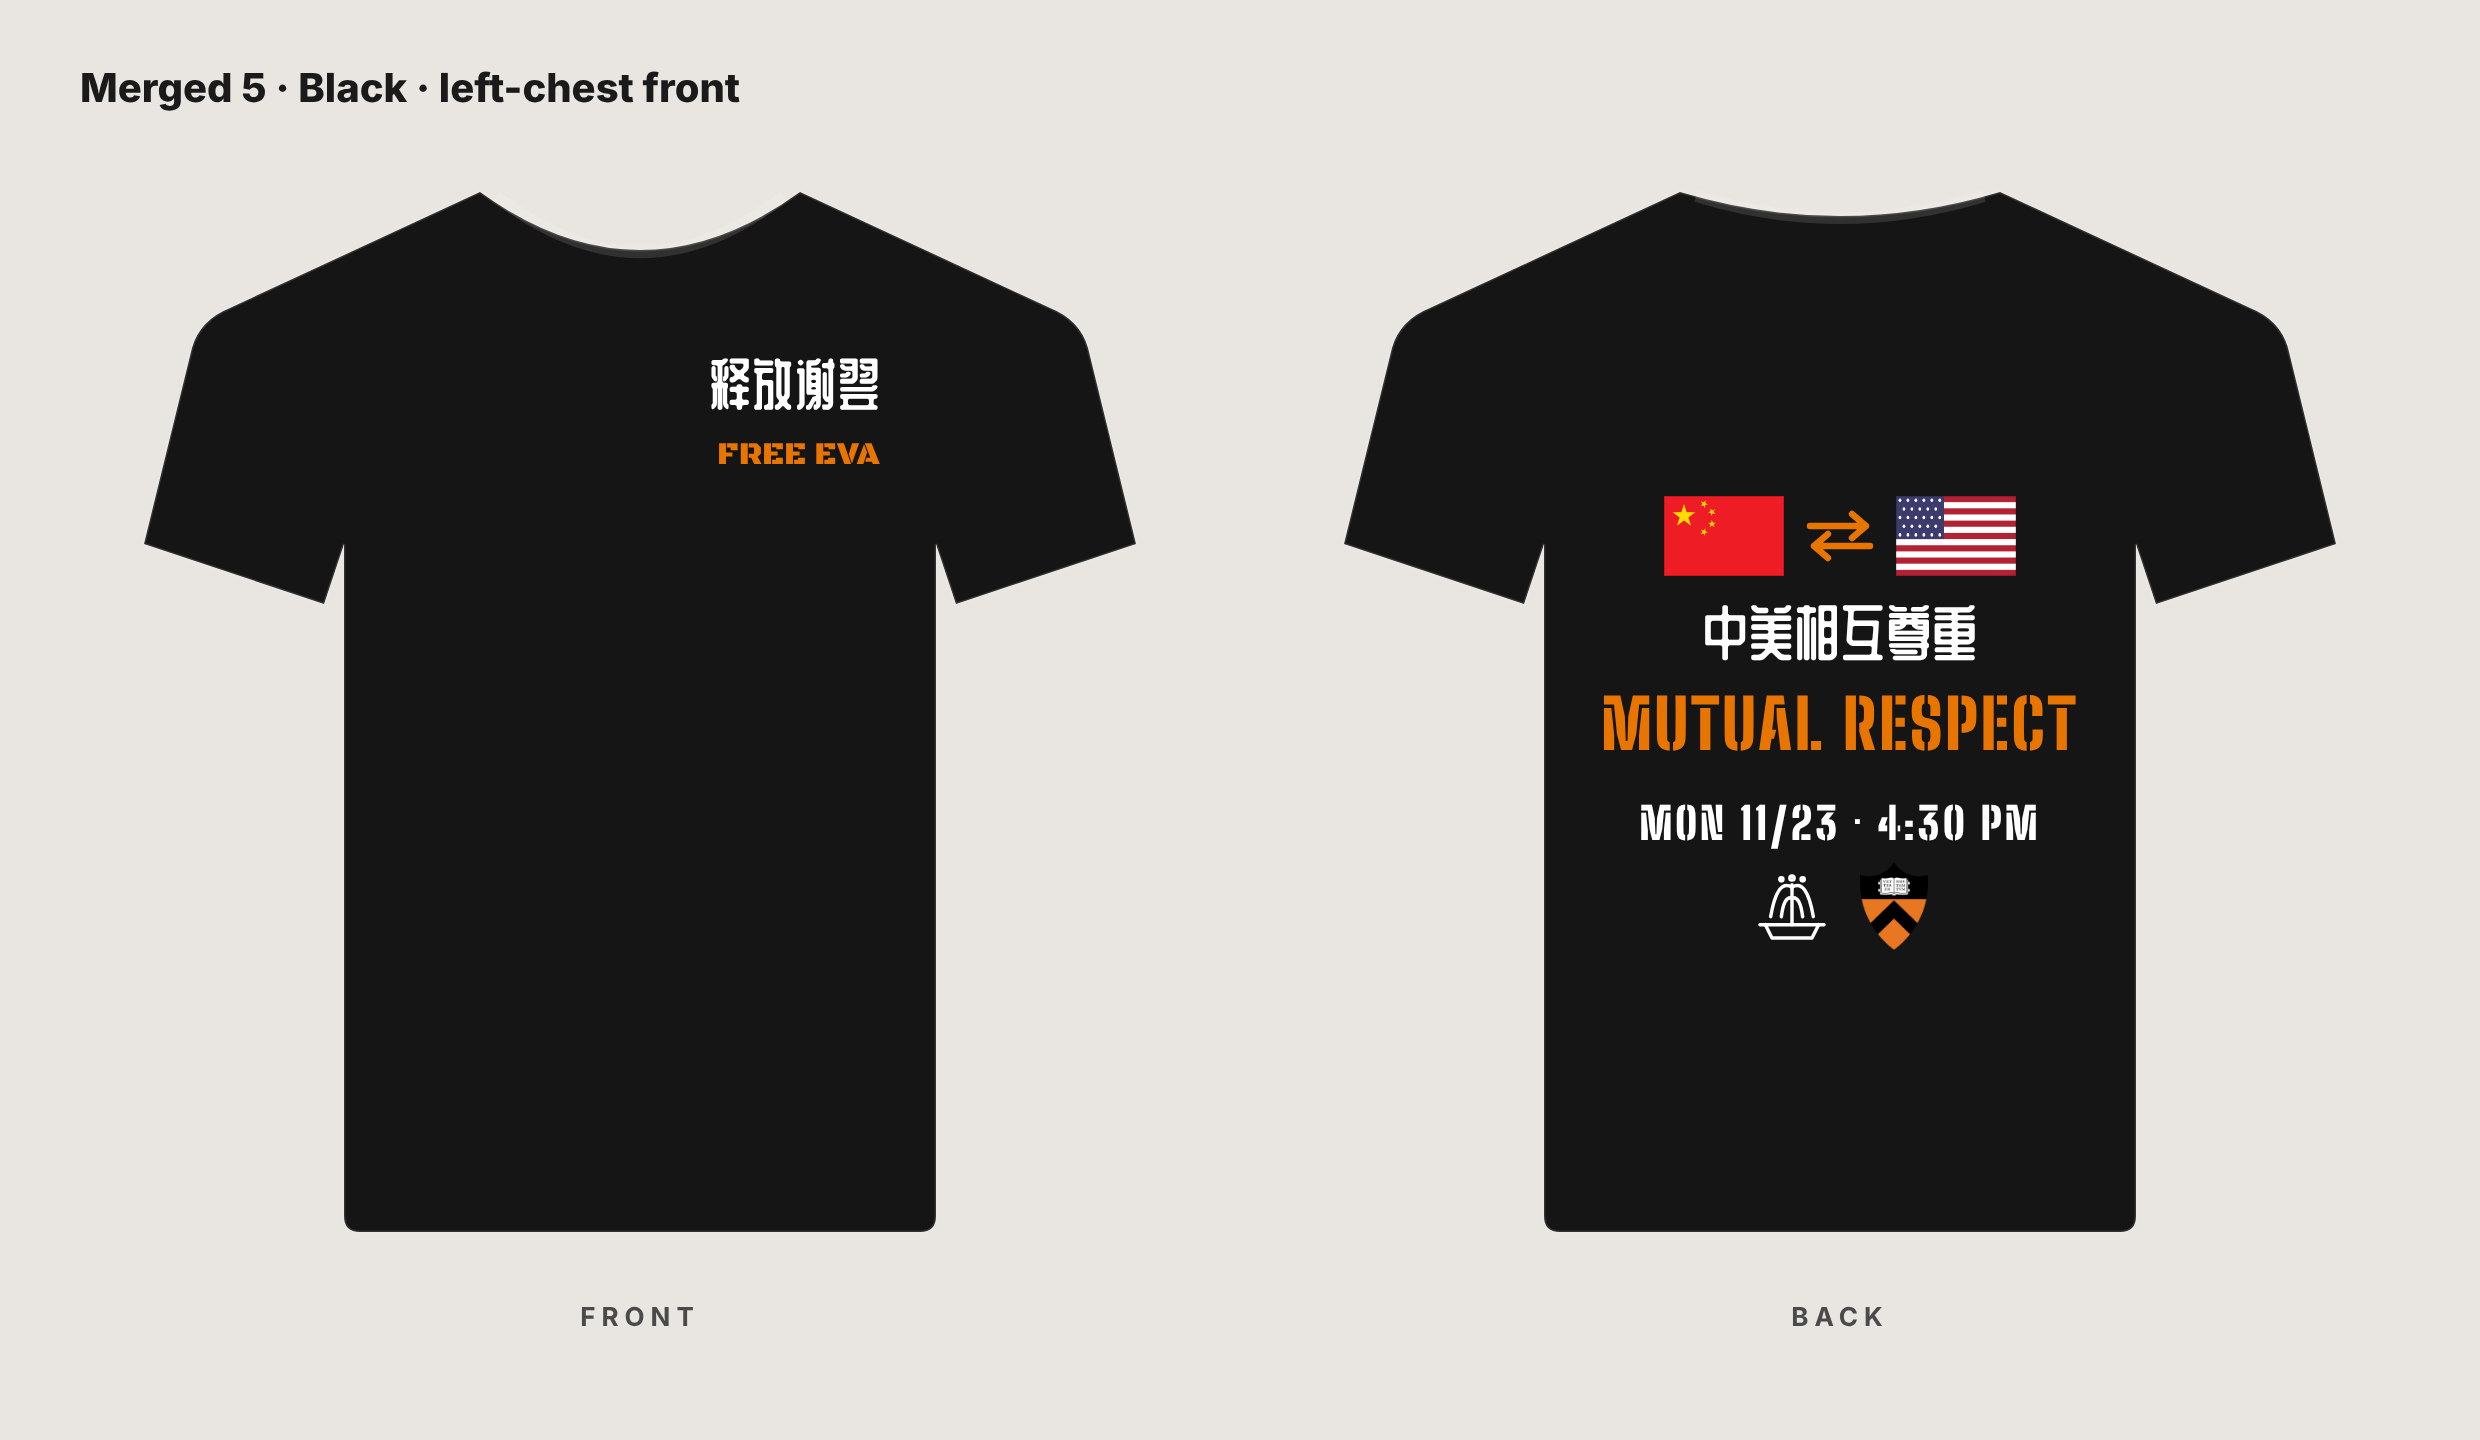 Merged 5 · Black · left-chest front
释放谢翌
FREE EVA
中美相互尊重
MUTUAL RESPECT
MON 11/23 · 4:30 PM
FRONT
BACK